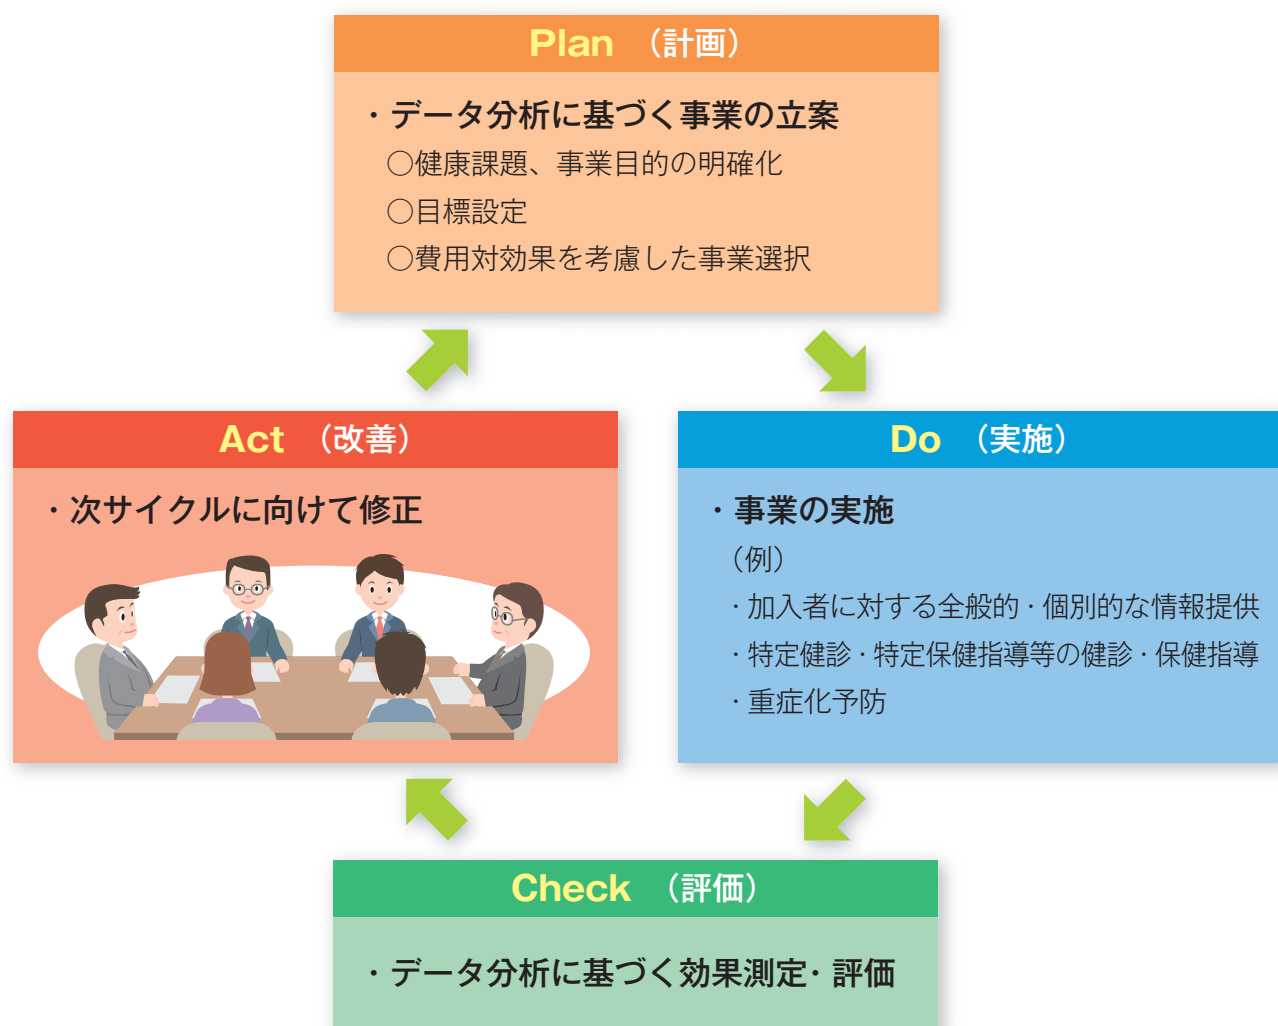 Plan （計画）
・データ分析に基づく事業の立案
○健康課題、事業目的の明確化
○目標設定
○費用対効果を考慮した事業選択
Act （改善）
・次サイクルに向けて修正
Do （実施）
・事業の実施
（例）
・加入者に対する全般的・個別的な情報提供
・特定健診・特定保健指導等の健診・保健指導
・重症化予防
Check （評価）
・データ分析に基づく効果測定・評価